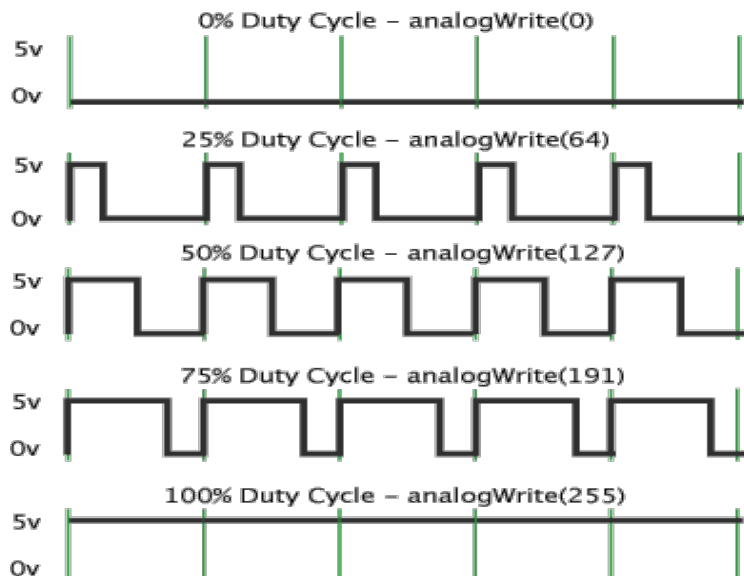 0% Duty Cycle – analogWrite(0)
5v
0v
25% Duty Cycle – analogWrite(64)
5v
0v
50% Duty Cycle – analogWrite(127)
5v
0v
75% Duty Cycle – analogWrite(191)
5v
0v
100% Duty Cycle – analogWrite(255)
5v
0v